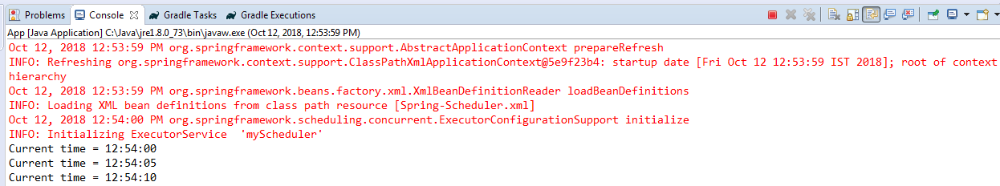 Problems Console Gradle Tasks Gradle Executions
App [Java Application] C:\Java\jre1.8.0_73\bin\javaw.exe (Oct 12, 2018, 12:53:59 PM)
Oct 12, 2018 12:53:59 PM org.springframework.context.support.AbstractApplicationContext prepareRefresh
INFO: Refreshing org.springframework.context.support.ClassPathXmlApplicationContext@5e9f23b4: startup date [Fri Oct 12 12:53:59 IST 2018]; root of context
hierarchy
Oct 12, 2018 12:53:59 PM org.springframework.beans.factory.xml.XmlBeanDefinitionReader loadBeanDefinitions
INFO: Loading XML bean definitions from class path resource [Spring-Scheduler.xml]
Oct 12, 2018 12:54:00 PM org.springframework.scheduling.concurrent.ExecutorConfigurationSupport initialize
INFO: Initializing ExecutorService  'myScheduler'
Current time = 12:54:00
Current time = 12:54:05
Current time = 12:54:10